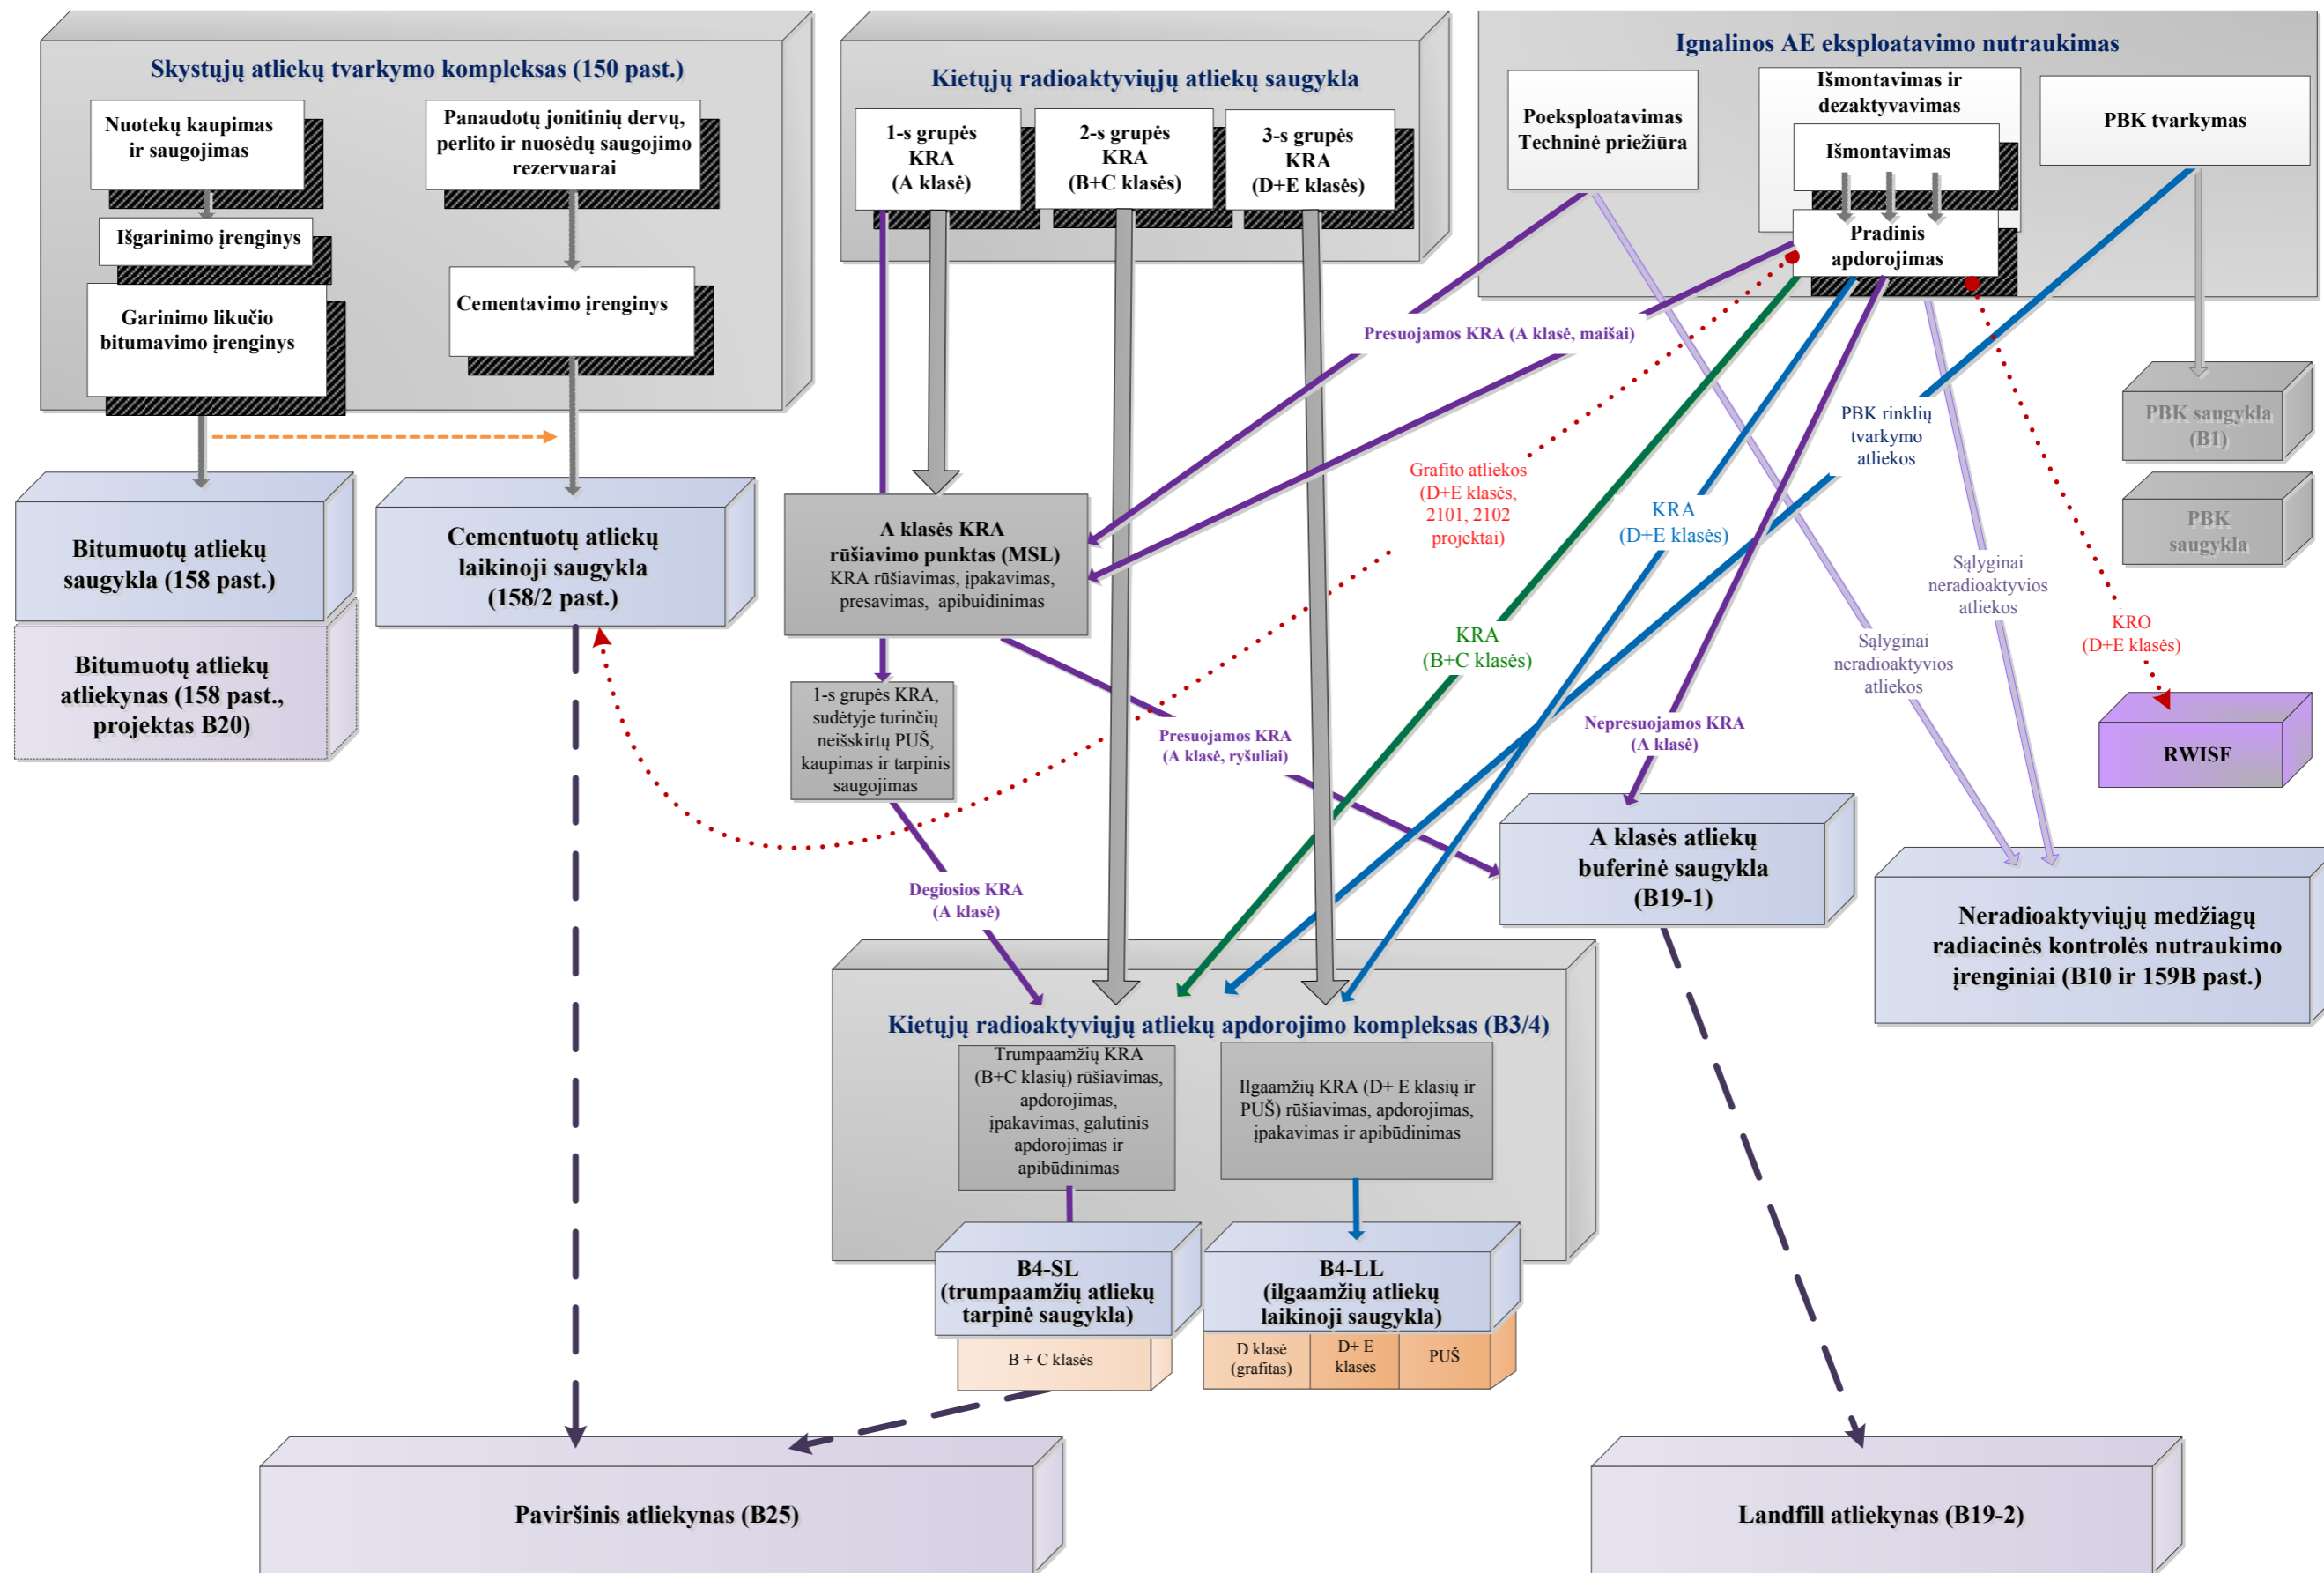 Skystųjų atliekų tvarkymo kompleksas (150 past.)
Nuotekų kaupimas
ir saugojimas
Išgarinimo įrenginys
Garinimo likučio
bitumavimo įrenginys
Panaudotų jonitinių dervų,
perlito ir nuosėdų saugojimo
rezervuarai
Cementavimo įrenginys
Kietųjų radioaktyviųjų atliekų saugykla
1-s grupės
KRA
(A klasė)
2-s grupės
KRA
(B+C klasės)
3-s grupės
KRA
(D+E klasės)
Ignalinos AE eksploatavimo nutraukimas
Poeksploatavimas
Techninė priežiūra
Išmontavimas ir
dezaktyvavimas
Išmontavimas
Pradinis
apdorojimas
PBK tvarkymas
Presuojamos KRA (A klasė, maišai)
PBK saugykla
(B1)
PBK
saugykla
PBK rinklių
tvarkymo
atliekos
Grafito atliekos
(D+E klasės,
2101, 2102
projektai)
KRA
(D+E klasės)
Bitumuotų atliekų
saugykla (158 past.)
Cementuotų atliekų
laikinoji saugykla
(158/2 past.)
A klasės KRA
rūšiavimo punktas (MSL)
KRA rūšiavimas, įpakavimas,
presavimas, apibuidinimas
Sąlyginai
neradioaktyvios
atliekos
KRO
(D+E klasės)
KRA
(B+C klasės)
Sąlyginai
neradioaktyvios
atliekos
Bitumuotų atliekų
atliekynas (158 past.,
projektas B20)
1-s grupės KRA,
sudėtyje turinčių
neišskirtų PUŠ,
kaupimas ir tarpinis
saugojimas
Presuojamos KRA
(A klasė, ryšuliai)
Nepresuojamos KRA
(A klasė)
RWISF
A klasės atliekų
buferinė saugykla
(B19-1)
Degiosios KRA
(A klasė)
Neradioaktyviųjų medžiagų
radiacinės kontrolės nutraukimo
įrenginiai (B10 ir 159B past.)
Kietųjų radioaktyviųjų atliekų apdorojimo kompleksas (B3/4)
Trumpaamžių KRA
(B+C klasių) rūšiavimas,
apdorojimas,
įpakavimas, galutinis
apdorojimas ir
apibūdinimas
Ilgaamžių KRA (D+ E klasių ir
PUŠ) rūšiavimas, apdorojimas,
įpakavimas ir apibūdinimas
B4-SL
(trumpaamžių atliekų
tarpinė saugykla)
B + C klasės
B4-LL
(ilgaamžių atliekų
laikinoji saugykla)
D klasė
(grafitas)
D+ E
klasės
PUŠ
Paviršinis atliekynas (B25)
Landfill atliekynas (B19-2)